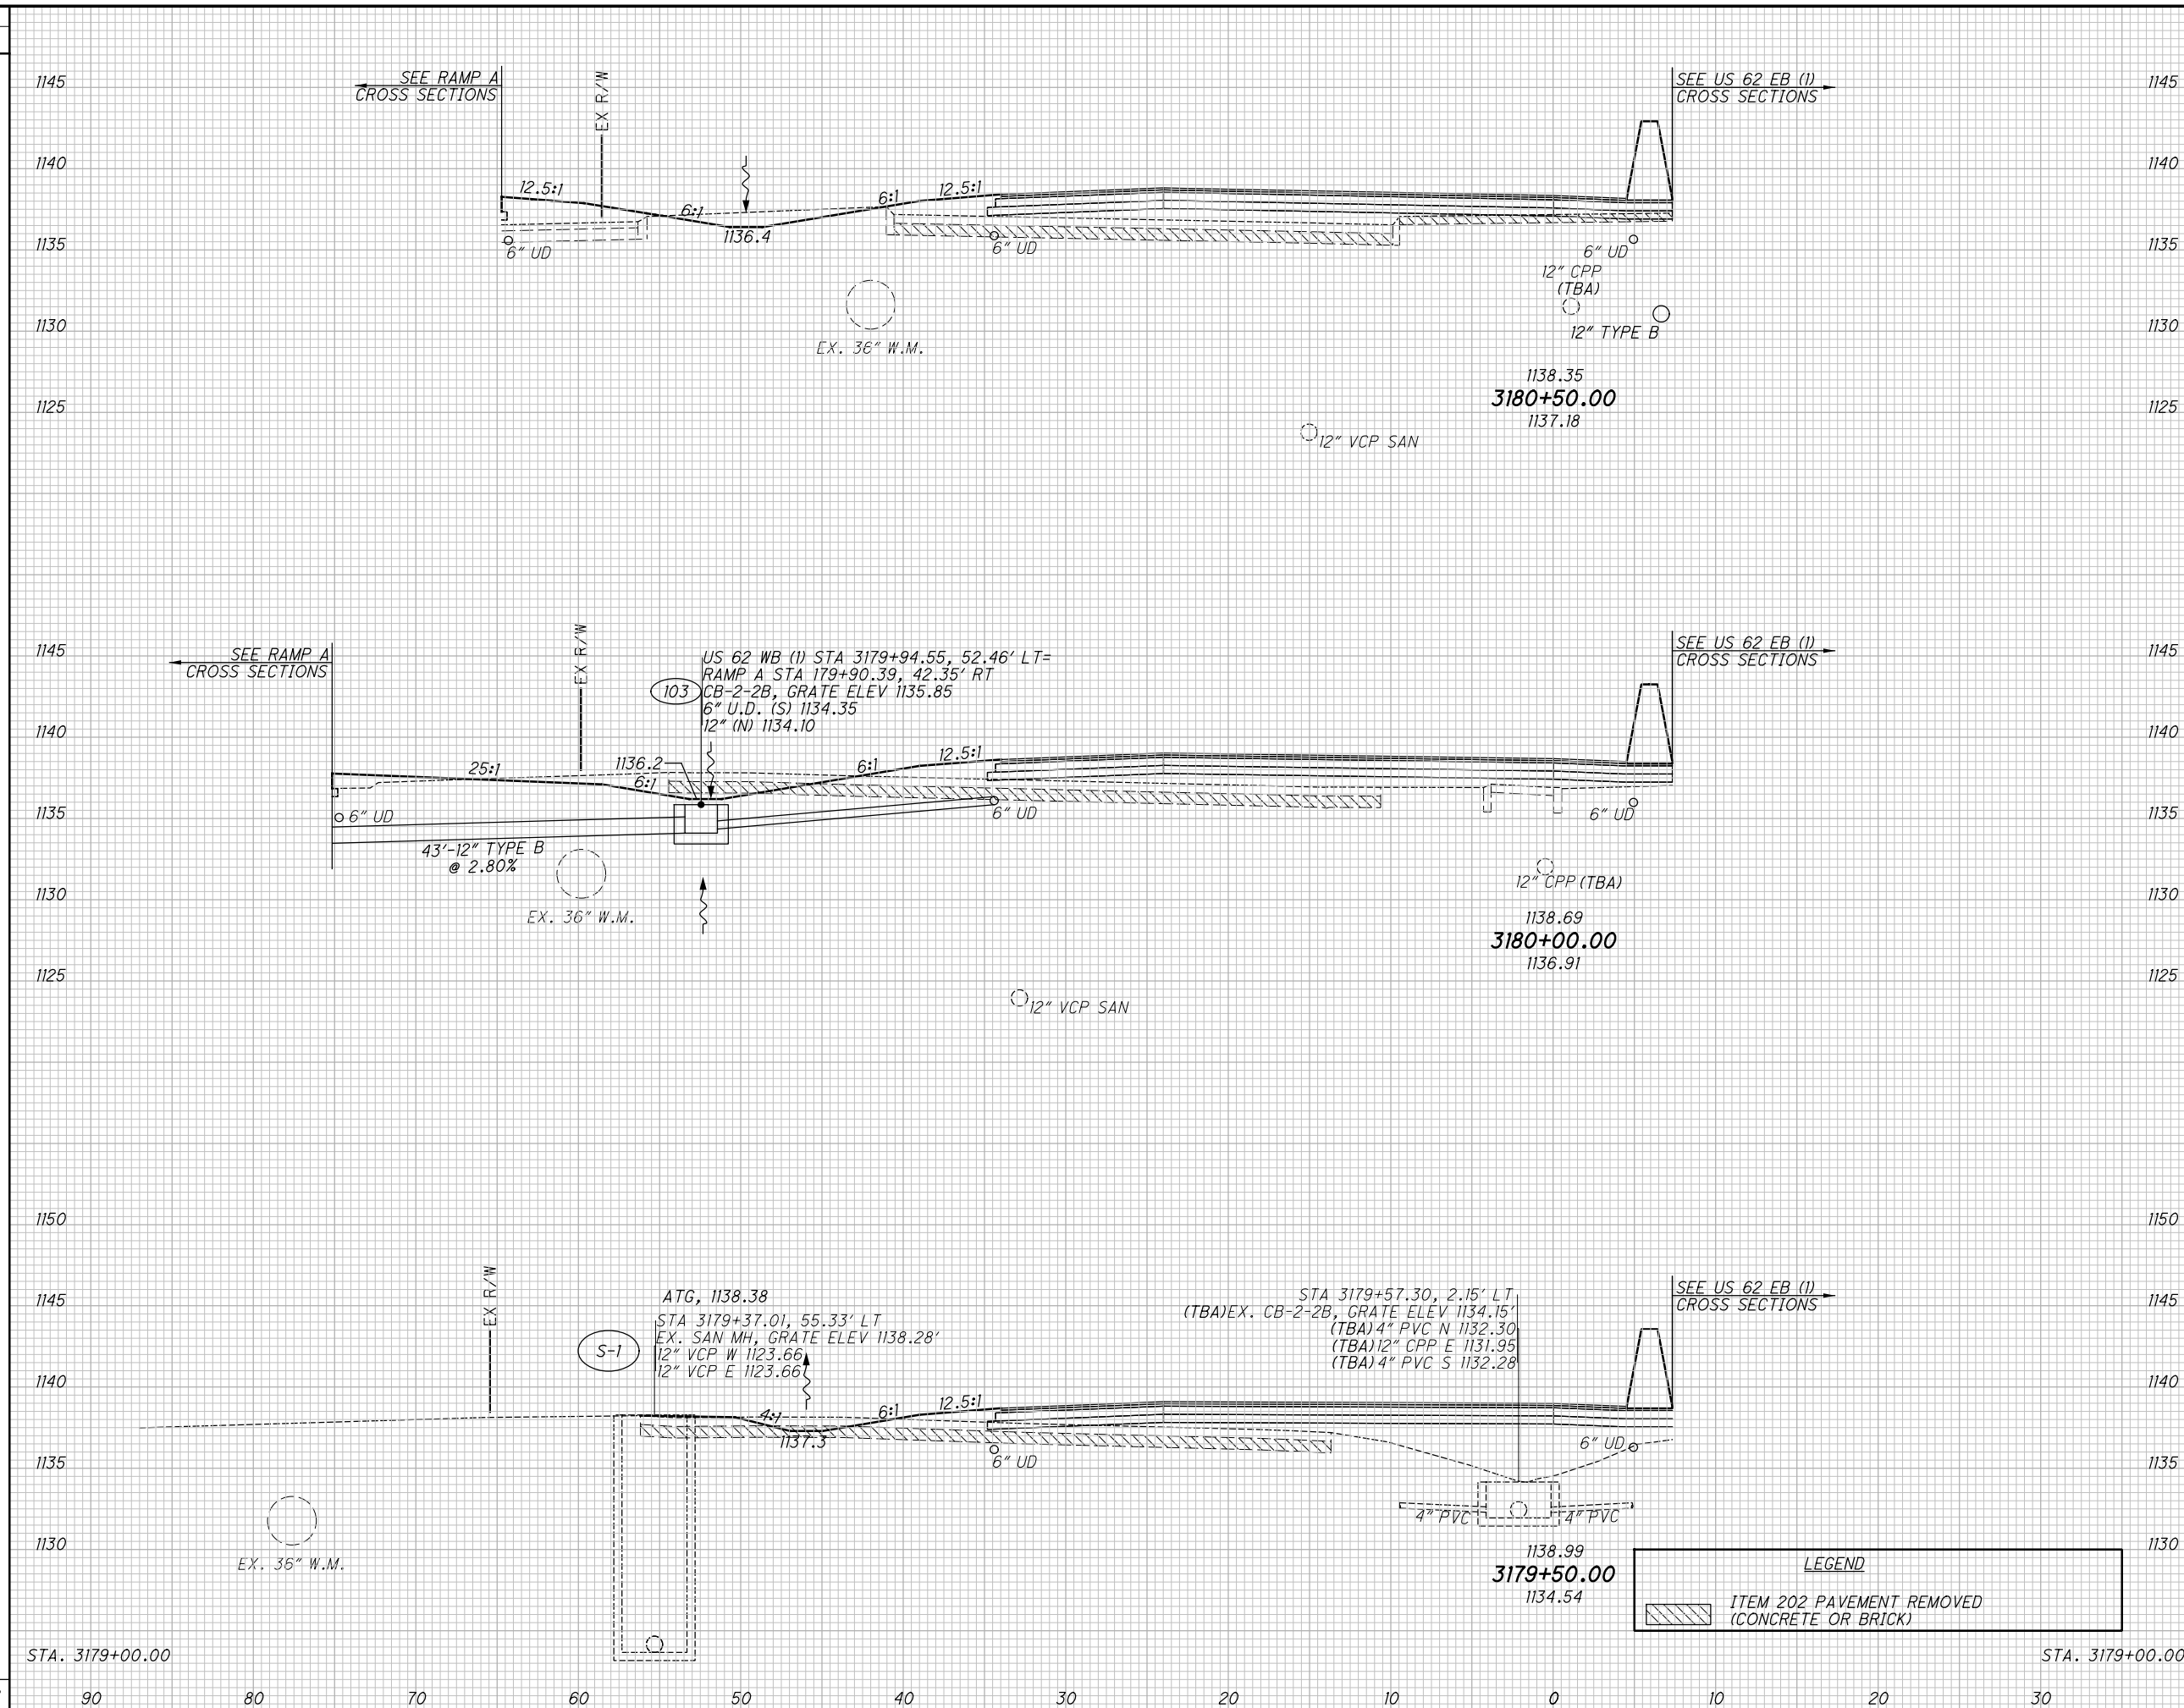 1145
SEE RAMP A
CROSS SECTIONS
EX R/W
SEE US 62 EB (1)
CROSS SECTIONS
1145
1140
1140
12.5:1
6:1
6:1
12.5:1
1136.4
1135
1135
6" UD
6" UD
6" UD
12" CPP
(TBA)
1130
1130
EX. 36" W.M.
12" TYPE B
1138.35
3180+50.00
1137.18
1125
1125
12" VCP SAN
1145
SEE RAMP A
CROSS SECTIONS
EX R/W
US 62 WB (1) STA 3179+94.55, 52.46' LT=
RAMP A STA 179+90.39, 42.35' RT
103
CB-2-2B, GRATE ELEV 1135.85
6" U.D. (S) 1134.35
12" (N) 1134.10
SEE US 62 EB (1)
CROSS SECTIONS
1145
1140
1140
25:1
1136.2
6:1
6:1
12.5:1
1135
1135
6" UD
6" UD
6" UD
43'-12" TYPE B
@ 2.80%
1130
1130
EX. 36" W.M.
12" CPP (TBA)
1138.69
3180+00.00
1136.91
1125
1125
12" VCP SAN
1150
1150
1145
EX R/W
ATG, 1138.38
S-1
STA 3179+37.01, 55.33' LT
EX. SAN MH, GRATE ELEV 1138.28'
12" VCP W 1123.66
12" VCP E 1123.66
STA 3179+57.30, 2.15' LT
(TBA)EX. CB-2-2B, GRATE ELEV 1134.15'
(TBA)4" PVC N 1132.30
(TBA)12" CPP E 1131.95
(TBA)4" PVC S 1132.28
SEE US 62 EB (1)
CROSS SECTIONS
1145
1140
1140
4:1
6:1
12.5:1
1137.3
1135
1135
6" UD
6" UD
4" PVC
4" PVC
1130
1130
EX. 36" W.M.
1138.99
3179+50.00
1134.54
LEGEND
ITEM 202 PAVEMENT REMOVED
(CONCRETE OR BRICK)
STA. 3179+00.00
STA. 3179+00.00
90 80 70 60 50 40 30 20 10 0 10 20 30